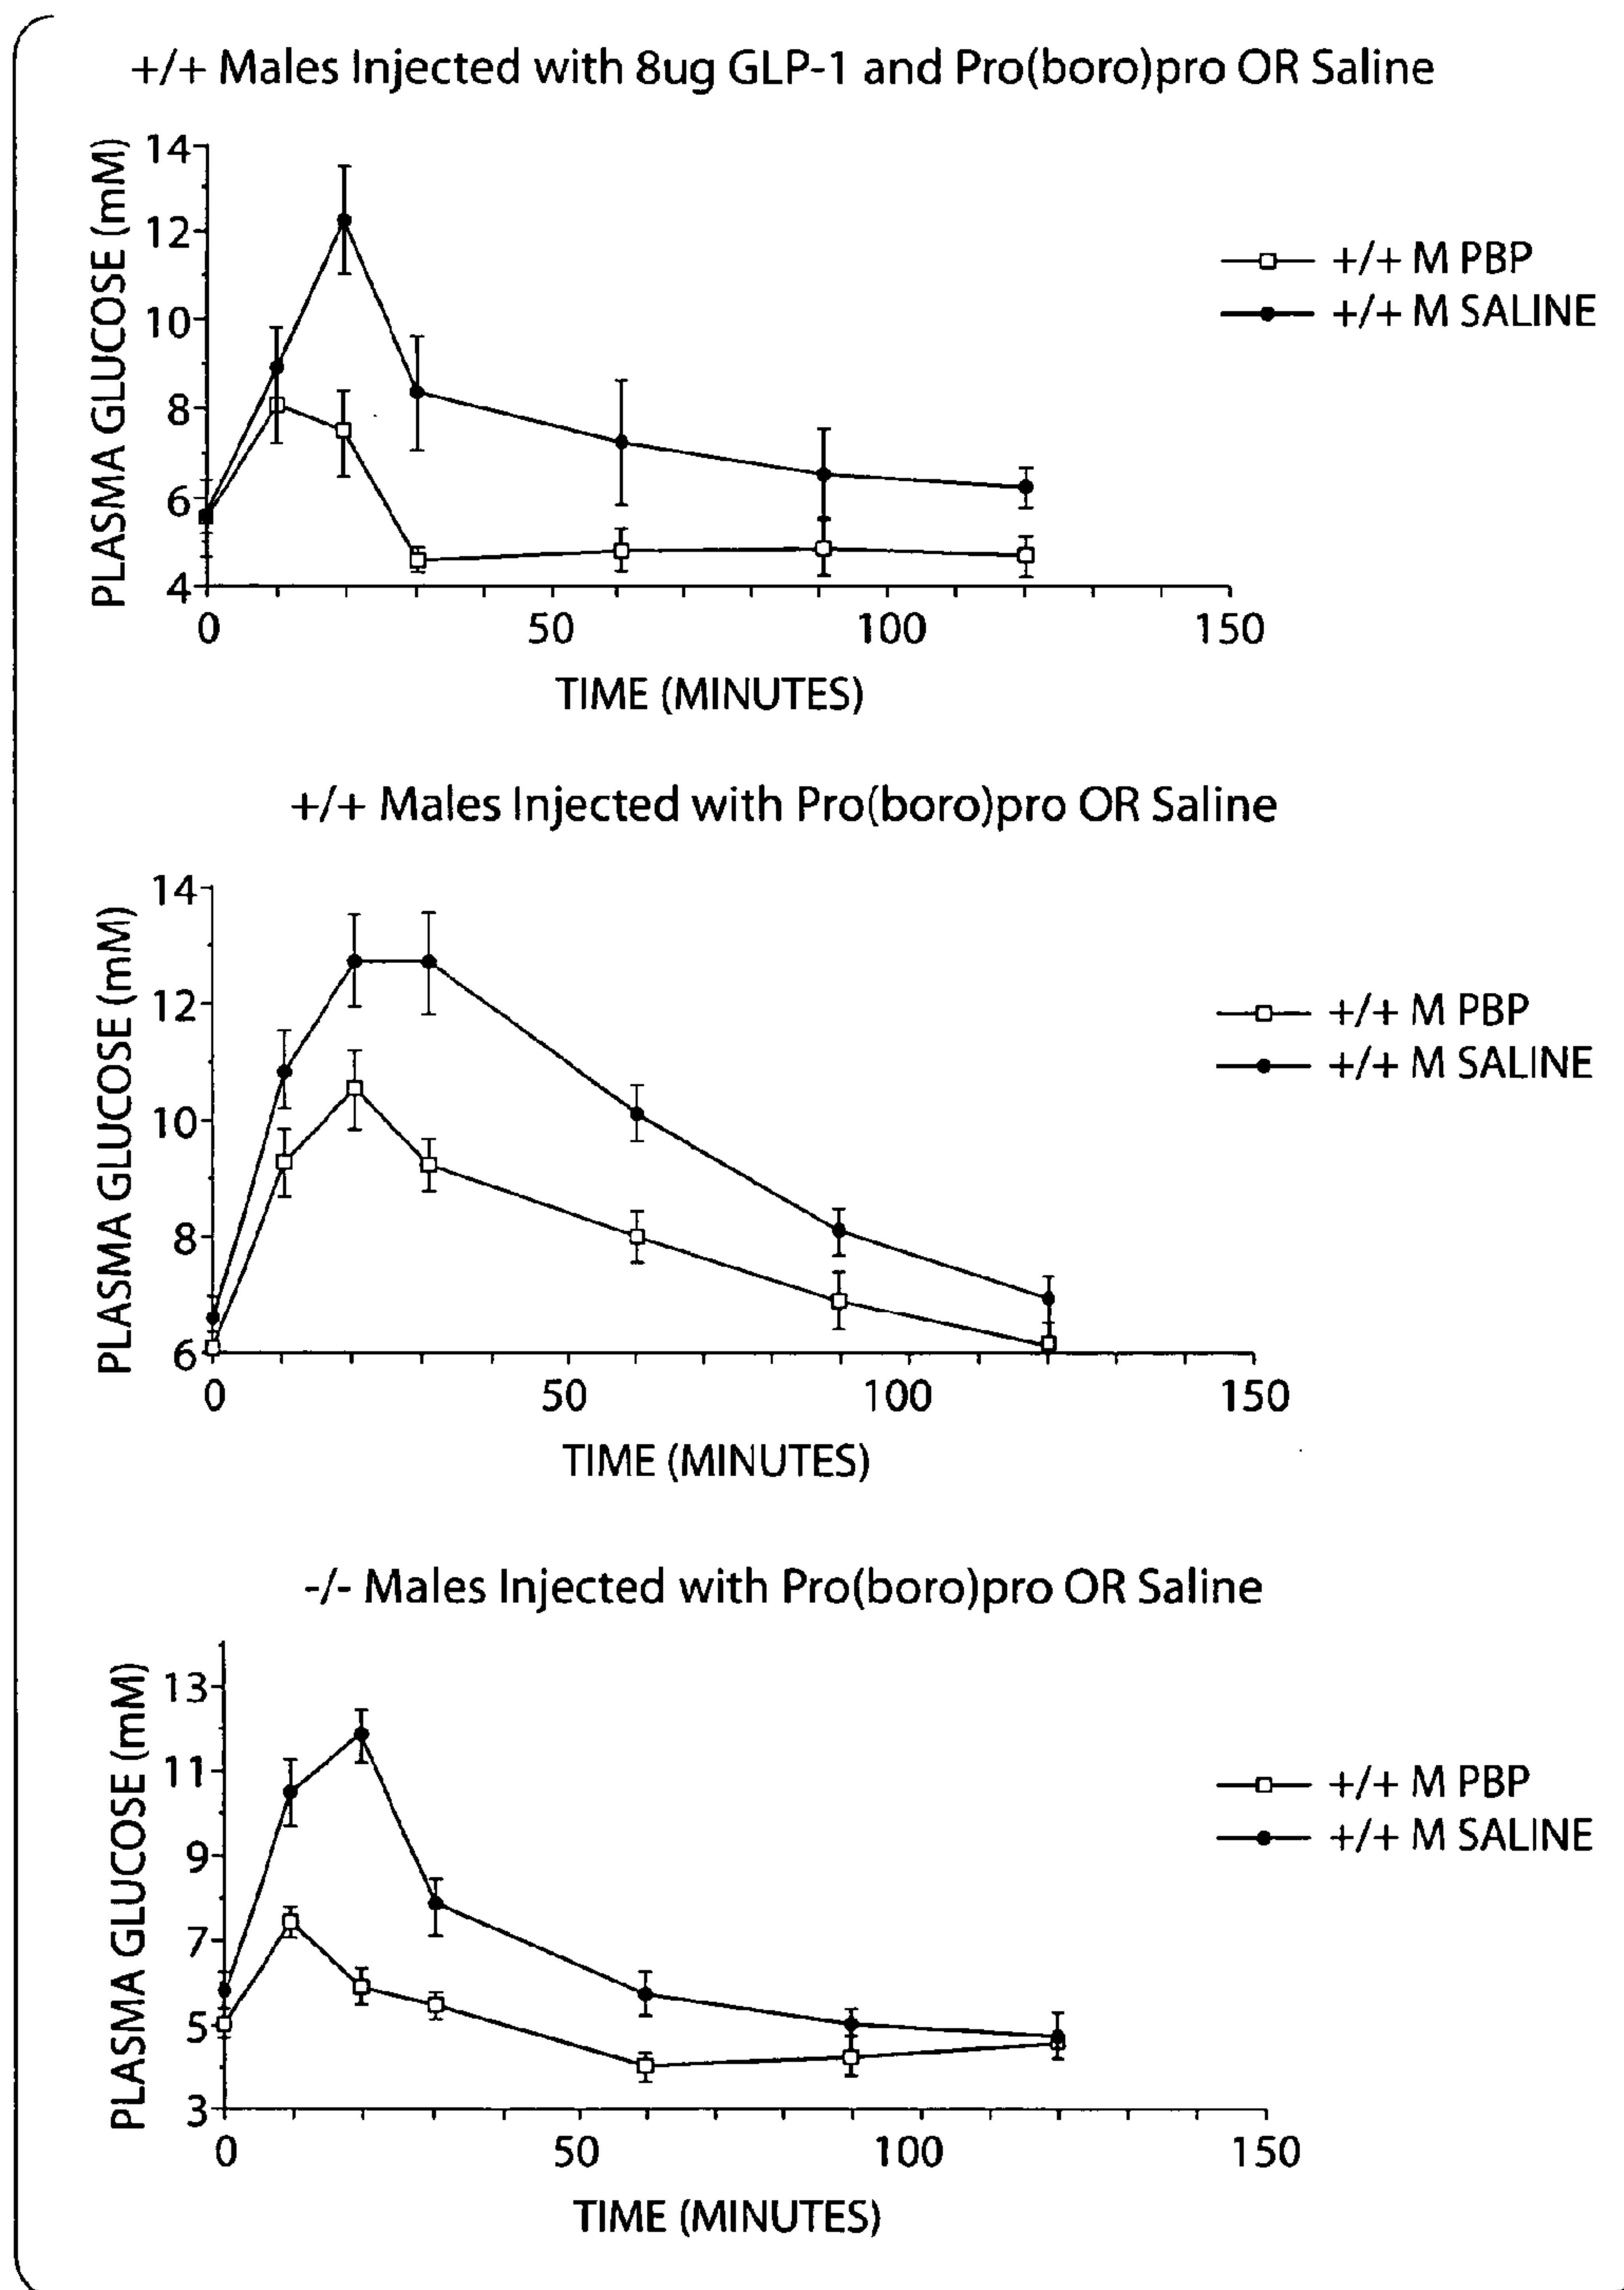 +/+ Males Injected with 8ug GLP-1 and Pro(boro)pro OR Saline
PLASMA GLUCOSE (mM)
14
12
10
8
6
4
0 50 100 150
TIME (MINUTES)
+/+ M PBP
+/+ M SALINE
+/+ Males Injected with Pro(boro)pro OR Saline
PLASMA GLUCOSE (mM)
14
12
10
8
6
0 50 100 150
TIME (MINUTES)
+/+ M PBP
+/+ M SALINE
-/- Males Injected with Pro(boro)pro OR Saline
PLASMA GLUCOSE (mM)
13
11
9
7
5
3
0 50 100 150
TIME (MINUTES)
+/+ M PBP
+/+ M SALINE